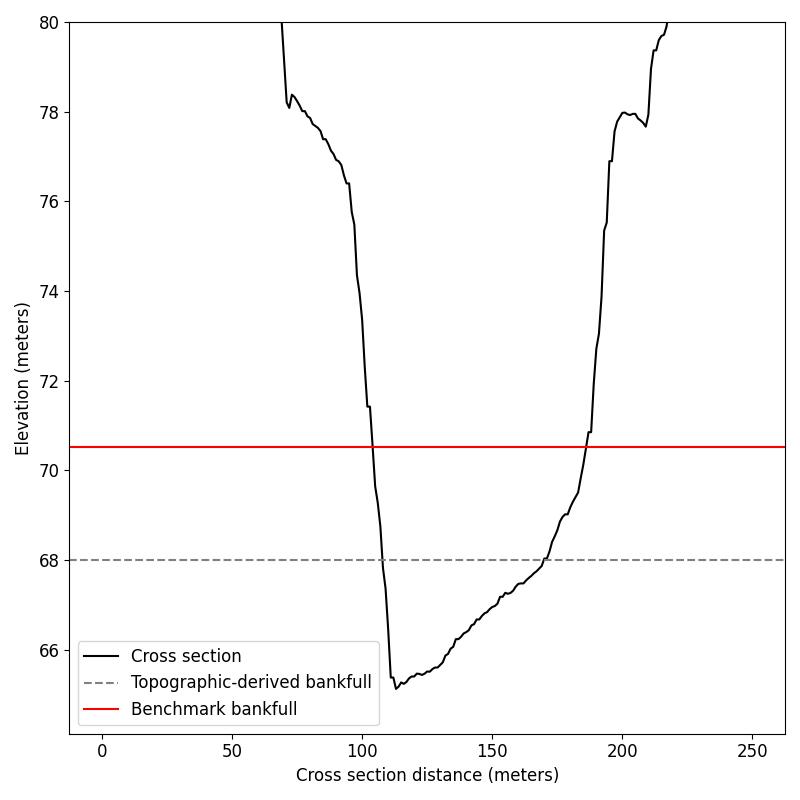 80
78
76
74
72
70
68
66
Elevation (meters)
Cross section
Topographic-derived bankfull
Benchmark bankfull
0 50 100 150 200 250
Cross section distance (meters)